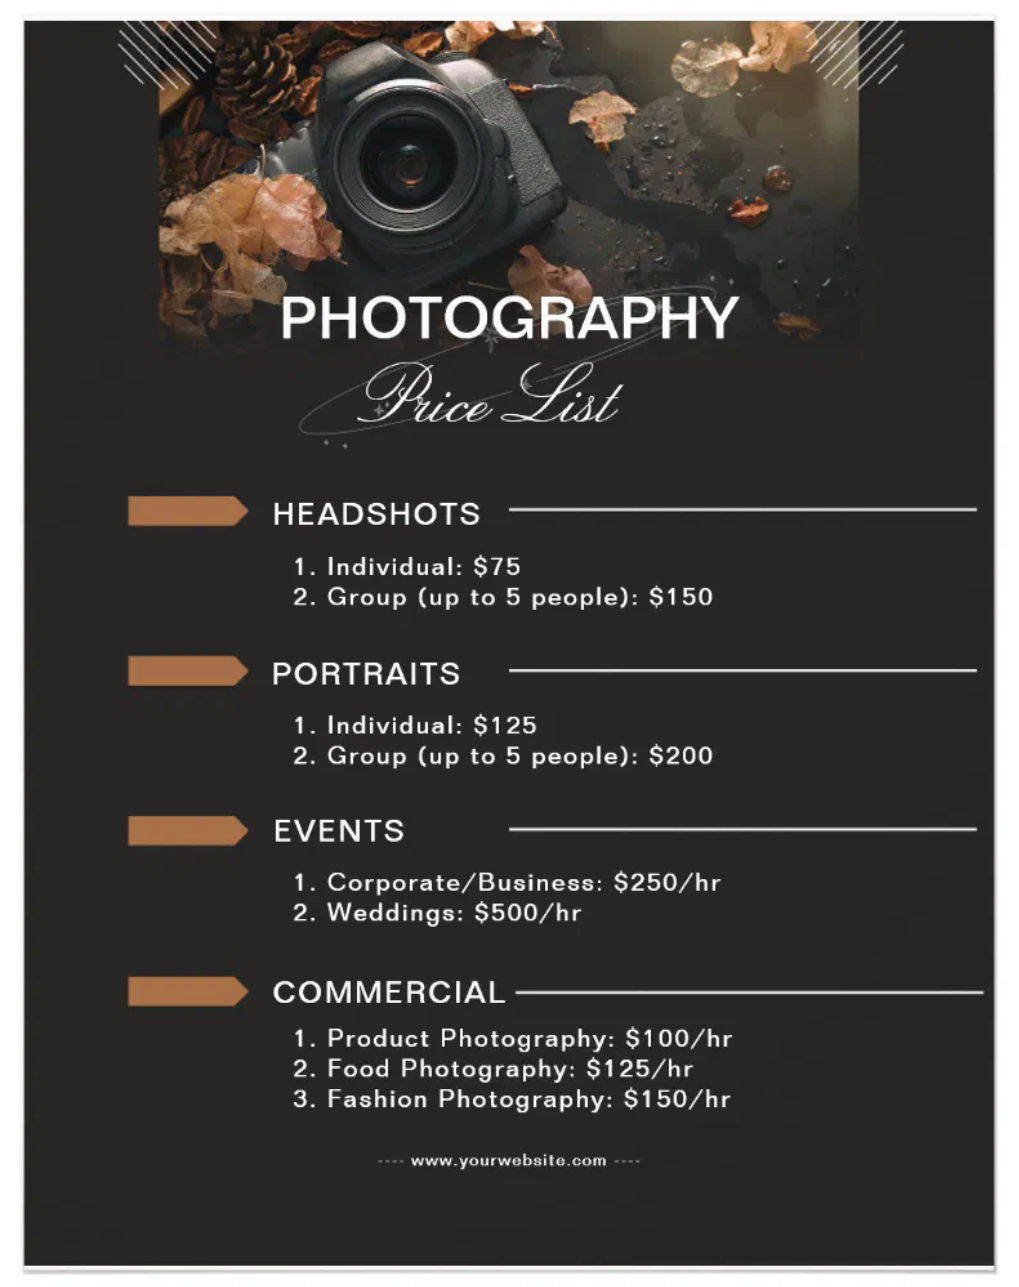 PHOTOGRAPHY
Price List
HEADSHOTS
1. Individual: $75
2. Group (up to 5 people): $150
PORTRAITS
1. Individual: $125
2. Group (up to 5 people): $200
EVENTS
1. Corporate/Business: $250/hr
2. Weddings: $500/hr
COMMERCIAL
1. Product Photography: $100/hr
2. Food Photography: $125/hr
3. Fashion Photography: $150/hr
---- www.yourwebsite.com ----